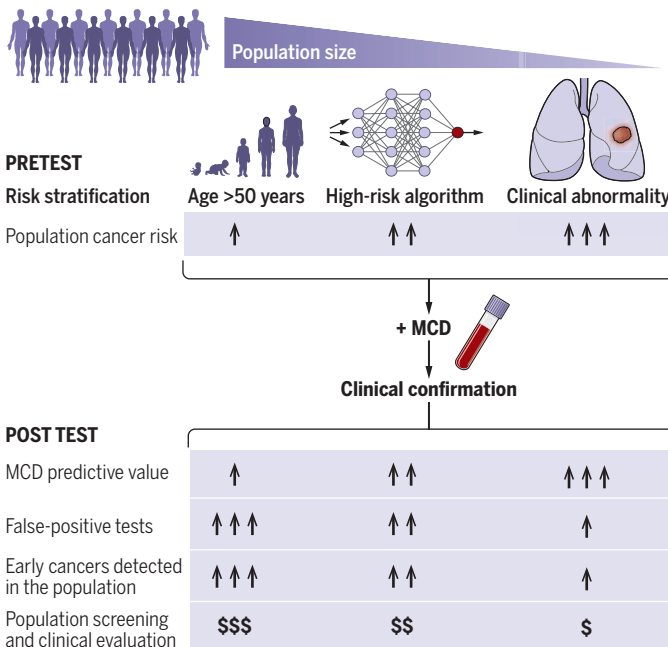 Population size
PRETEST
Risk stratification Age >50 years High-risk algorithm Clinical abnormality
Population cancer risk ↑ ↑↑ ↑↑↑
+ MCD
Clinical confirmation
POST TEST
MCD predictive value ↑ ↑↑ ↑↑↑
False-positive tests ↑↑↑ ↑↑ ↑
Early cancers detected
in the population ↑↑↑ ↑↑ ↑
Population screening
and clinical evaluation $$$ $$ $